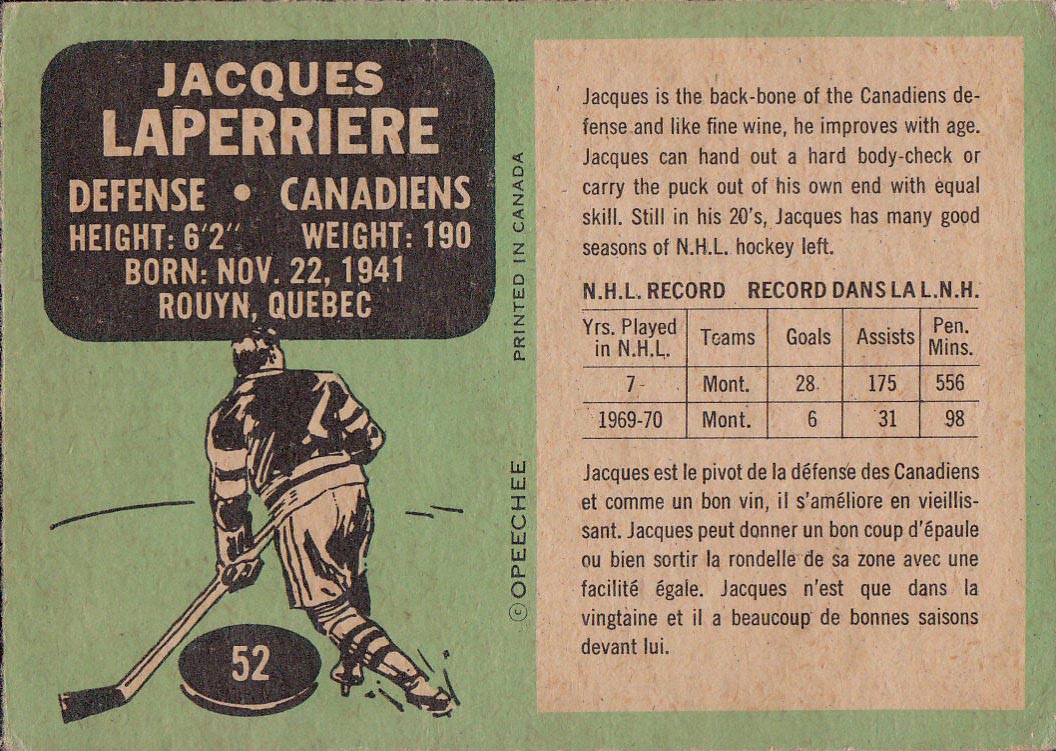 JACQUES
LAPERRIERE
DEFENSE • CANADIENS
HEIGHT: 6'2" WEIGHT: 190
BORN: NOV. 22, 1941
ROUYN, QUEBEC
52
© OPEECHEE PRINTED IN CANADA
Jacques is the back-bone of the Canadiens de-
fense and like fine wine, he improves with age.
Jacques can hand out a hard body-check or
carry the puck out of his own end with equal
skill. Still in his 20's, Jacques has many good
seasons of N.H.L. hockey left.
N.H.L. RECORD RECORD DANS LA L.N.H.
Yrs. Played in N.H.L. Teams Goals Assists Pen. Mins.
7 Mont. 28 175 556
1969-70 Mont. 6 31 98
Jacques est le pivot de la défense des Canadiens
et comme un bon vin, il s'améliore en vieillis-
sant. Jacques peut donner un bon coup d'épaule
ou bien sortir la rondelle de sa zone avec une
facilité égale. Jacques n'est que dans la
vingtaine et il a beaucoup de bonnes saisons
devant lui.